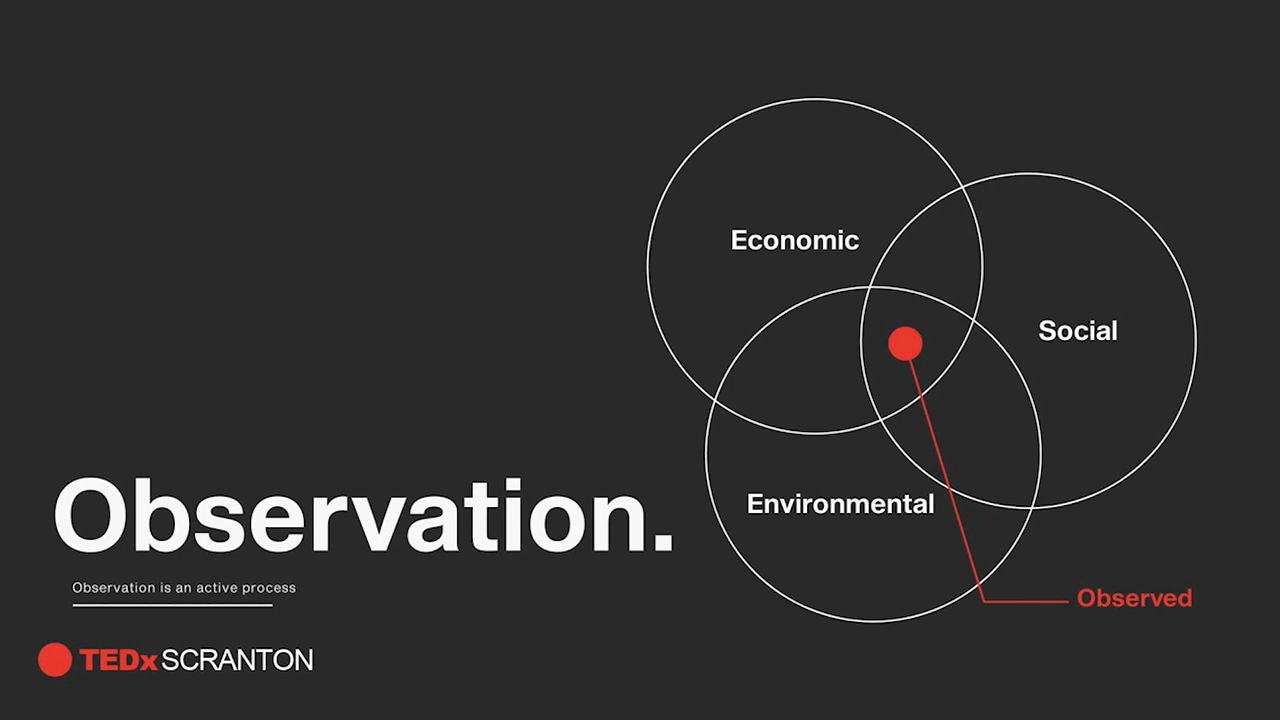 Economic
Social
Environmental
Observation.
Observation is an active process
Observed
TEDxSCRANTON